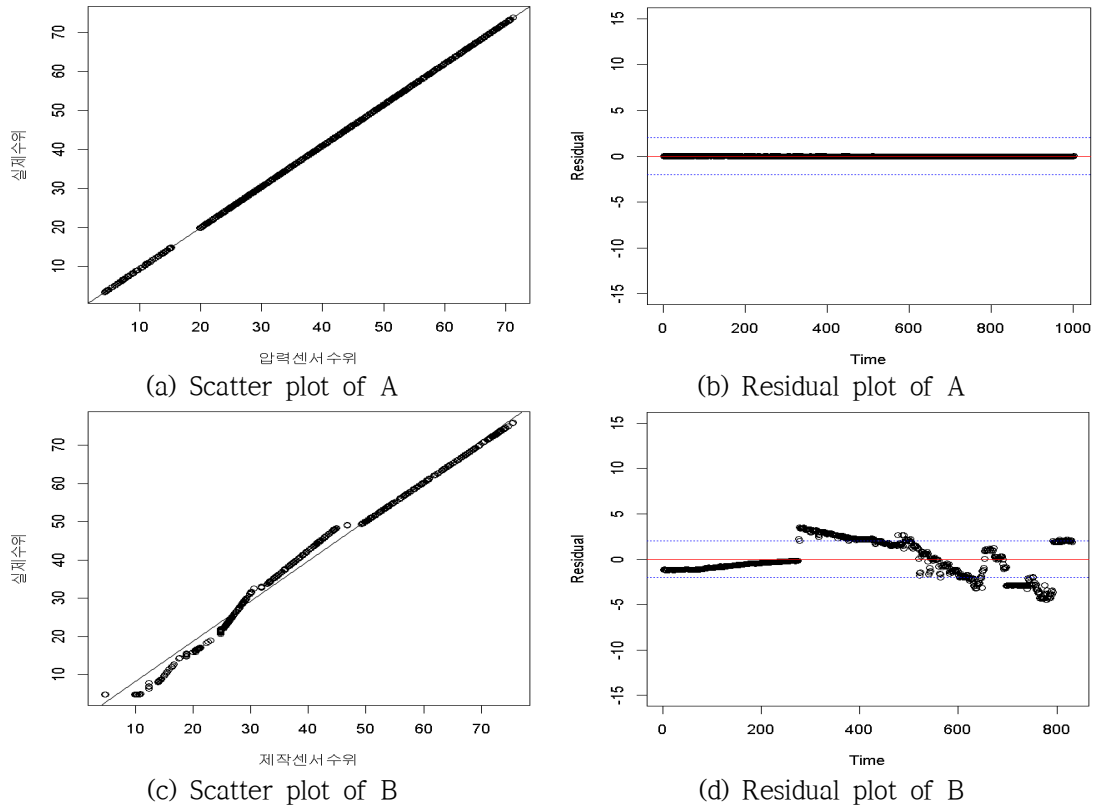 실제수위
70
60
50
40
30
20
10
10 20 30 40 50 60 70
압력센서수위
(a) Scatter plot of A
Residual
15
10
5
0
-5
-10
-15
0 200 400 600 800 1000
Time
(b) Residual plot of A
실제수위
70
60
50
40
30
20
10
10 20 30 40 50 60 70
제작센서수위
(c) Scatter plot of B
Residual
15
10
5
0
-5
-10
-15
0 200 400 600 800
Time
(d) Residual plot of B